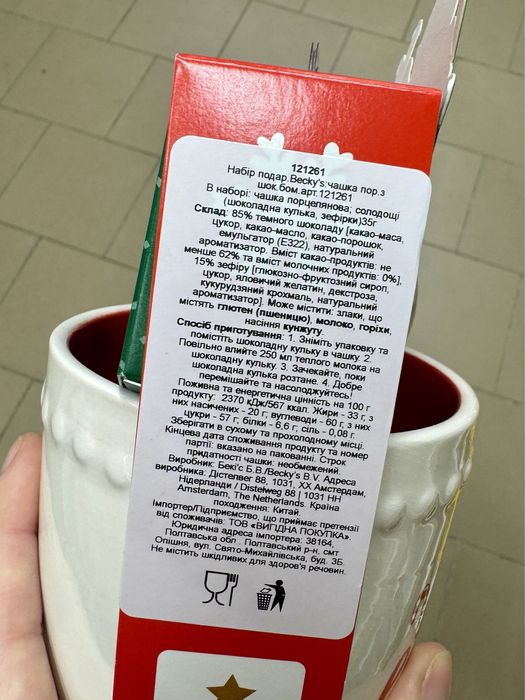 121261
Набір подар.Becky's:чашка пор.з
шок.бом.арт.121261
В наборі: чашка порцелянова; солодощі
(шоколадна кулька, зефірки)35г
Склад: 85% темного шоколаду [какао-маса,
цукор, какао-масло, какао-порошок,
емульгатор (Е322), натуральний
ароматизатор. Вміст какао-продуктів: не
менше 62% та вміст молочних продуктів: 0%],
15% зефіру [глюкозно-фруктозний сироп,
цукор, яловичий желатин, декстроза,
кукурудзяний крохмаль, натуральний
ароматизатор]. Може містити: злаки, що
містять глютен (пшеницю), молоко, горіхи,
насіння кунжуту.
Спосіб приготування: 1. Зніміть упаковку та
помістіть шоколадну кульку в чашку. 2.
Повільно влийте 250 мл теплого молока на
шоколадну кульку. 3. Зачекайте, поки
шоколадна кулька розтане. 4. Добре
перемішайте та насолоджуйтесь!
Поживна та енергетична цінність на 100 г
продукту: 2370 кДж/567 ккал. Жири - 33 г; з
них насичених - 20 г; вуглеводи - 60 г; з них
цукри - 57 г; білки - 6,6 г; сіль - 0,08 г.
Зберігати в сухому та прохолодному місці.
Кінцева дата споживання продукту та номер
партії: вказано на пакованні. Строк
придатності чашки: необмежений.
Виробник: Бекі'с Б.В./Becky's B.V. Адреса
виробника: Дістелвег 88, 1031, ХХ Амстердам,
Нідерланди / Distelweg 88 | 1031 HH
Amsterdam, The Netherlands. Країна
походження: Китай.
Імпортер/Підприємство, що приймає претензії
від споживачів: ТОВ «ВИГІДНА ПОКУПКА».
Юридична адреса імпортера: 38164,
Полтавська обл . Полтавський р-н, смт
Опішня, вул. Свято-Михайлівська, буд. 3Б.
Не містить шкідливих для здоров'я речовин.